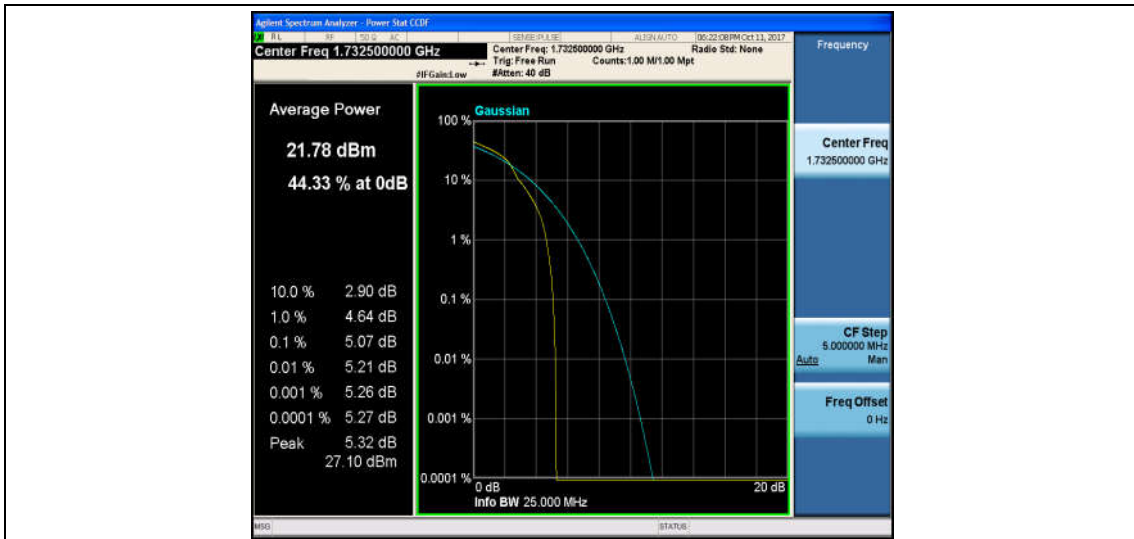 Agilent Spectrum Analyzer - Power Stat CCDF
RL RF 50 Ω AC SENSE:PULSE ALIGN AUTO 06:22:08 PM Oct 11, 2017
Center Freq 1.732500000 GHz
Center Freq: 1.732500000 GHz Radio Std: None
Trig: Free Run Counts:1.00 M/1.00 Mpt
#IFGain:Low #Atten: 40 dB
Frequency
Average Power
21.78 dBm
44.33 % at 0dB
10.0 % 2.90 dB
1.0 % 4.64 dB
0.1 % 5.07 dB
0.01 % 5.21 dB
0.001 % 5.26 dB
0.0001 % 5.27 dB
Peak 5.32 dB
27.10 dBm
Gaussian
100 %
10 %
1 %
0.1 %
0.01 %
0.001 %
0.0001 %
0 dB 20 dB
Info BW 25.000 MHz
Center Freq
1.732500000 GHz
CF Step
5.000000 MHz
Auto Man
Freq Offset
0 Hz
MSG STATUS